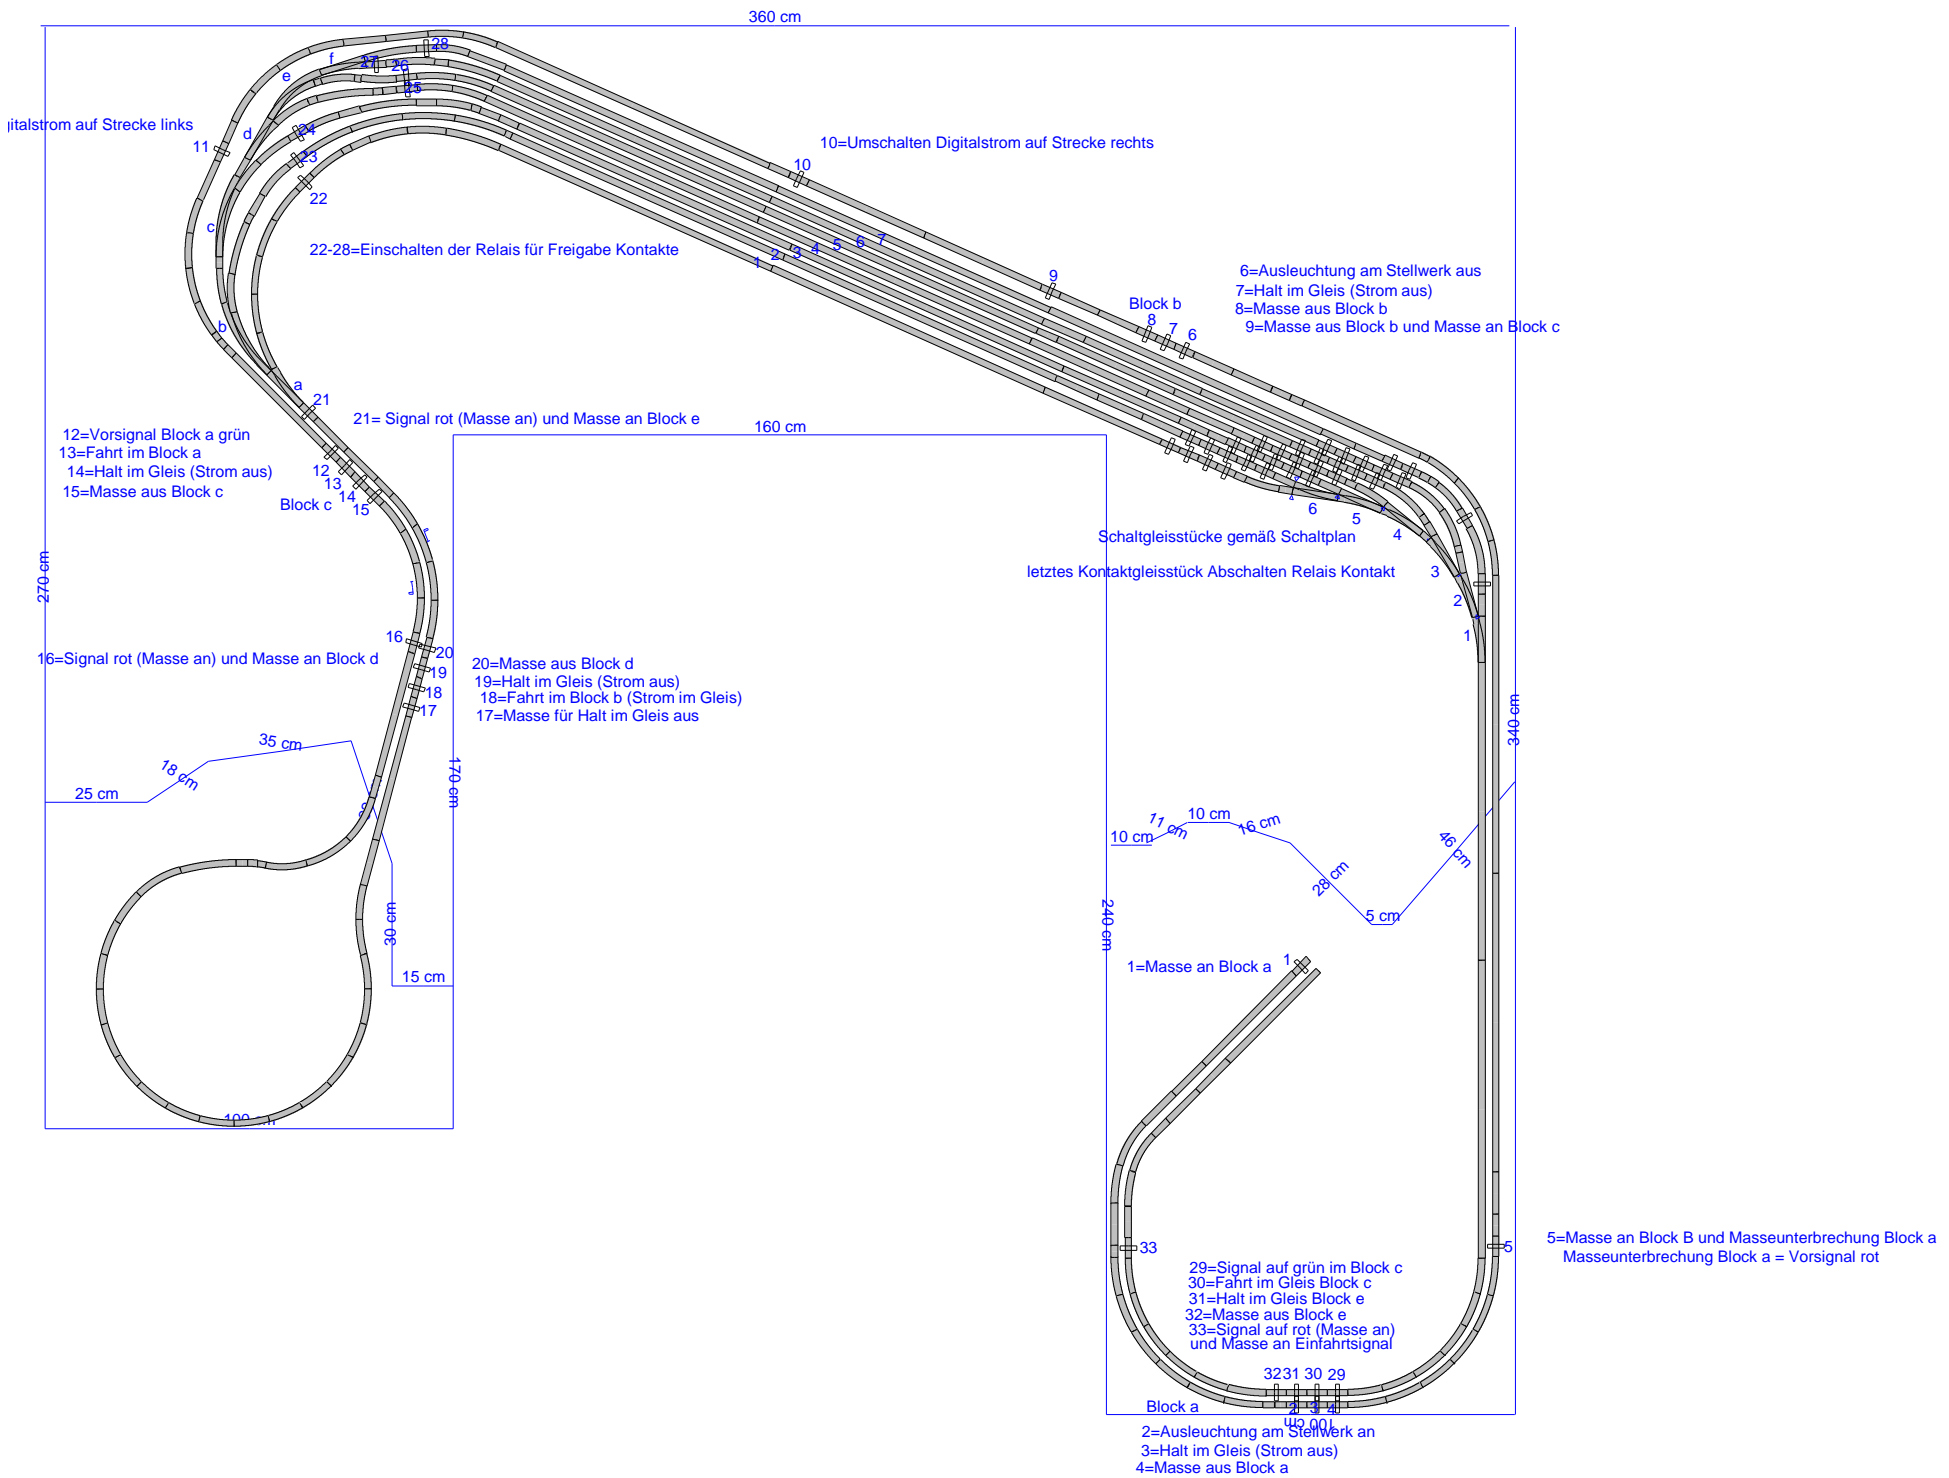 360 cm
28
f
27
26
e
25
gitalstrom auf Strecke links
d
24
11
23
10=Umschalten Digitalstrom auf Strecke rechts
10
22
c
22-28=Einschalten der Relais für Freigabe Kontakte
1 2 3 4 5 6 7
9
6=Ausleuchtung am Stellwerk aus
7=Halt im Gleis (Strom aus)
Block b
8=Masse aus Block b
8 7 6
9=Masse aus Block b und Masse an Block c
b
a
21
21= Signal rot (Masse an) und Masse an Block e
160 cm
12=Vorsignal Block a grün
13=Fahrt im Block a
14=Halt im Gleis (Strom aus)
15=Masse aus Block c
12
13
14
15
Block c
6
5
4
Schaltgleisstücke gemäß Schaltplan
letztes Kontaktgleisstück Abschalten Relais Kontakt
3
2
1
270 cm
16
20
16=Signal rot (Masse an) und Masse an Block d
19
18
17
20=Masse aus Block d
19=Halt im Gleis (Strom aus)
18=Fahrt im Block b (Strom im Gleis)
17=Masse für Halt im Gleis aus
340 cm
35 cm
18 cm
25 cm
170 cm
10 cm
11 cm
10 cm
16 cm
46 cm
28 cm
5 cm
30 cm
240 cm
15 cm
1=Masse an Block a
1
100 cm
33
5
5=Masse an Block B und Masseunterbrechung Block a
Masseunterbrechung Block a = Vorsignal rot
29=Signal auf grün im Block c
30=Fahrt im Gleis Block c
31=Halt im Gleis Block e
32=Masse aus Block e
33=Signal auf rot (Masse an)
und Masse an Einfahrtsignal
32 31 30 29
Block a
2 3 4
100 cm
2=Ausleuchtung am Stellwerk an
3=Halt im Gleis (Strom aus)
4=Masse aus Block a